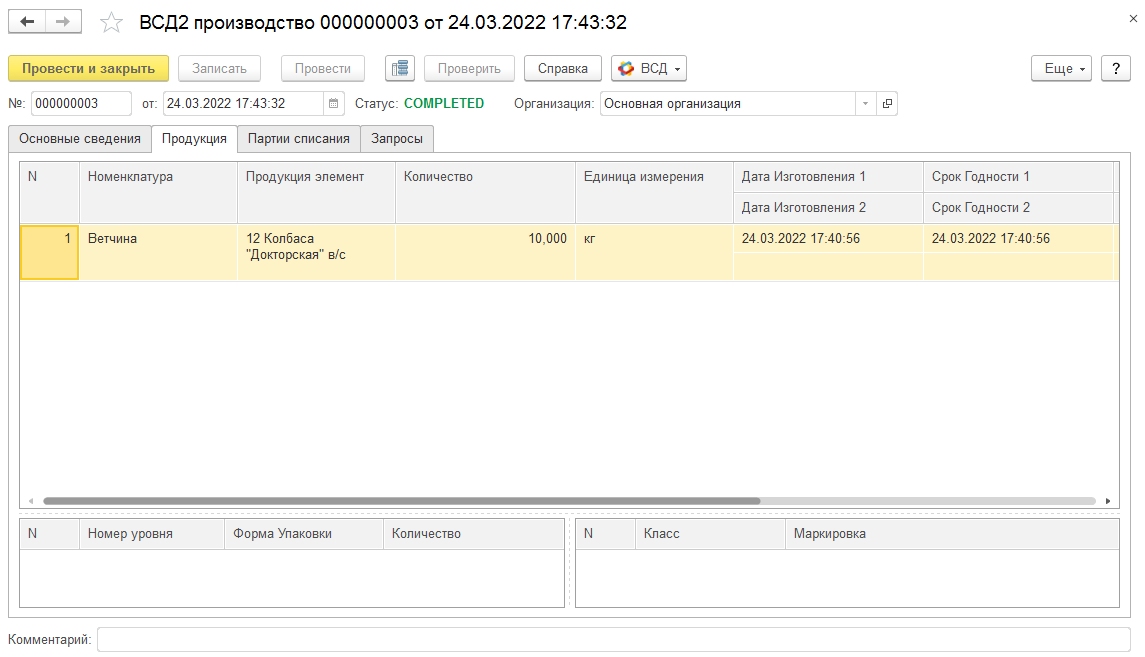 ВСД2 производство 000000003 от 24.03.2022 17:43:32
Провести и закрыть Записать Провести Проверить Справка ВСД Еще ?
№: 000000003 от: 24.03.2022 17:43:32 Статус: COMPLETED Организация: Основная организация
Основные сведения Продукция Партии списания Запросы
N Номенклатура Продукция элемент Количество Единица измерения Дата Изготовления 1 Срок Годности 1
Дата Изготовления 2 Срок Годности 2
1 Ветчина 12 Колбаса 10,000 кг 24.03.2022 17:40:56 24.03.2022 17:40:56
"Докторская" в/с
N Номер уровня Форма Упаковки Количество N Класс Маркировка
Комментарий: